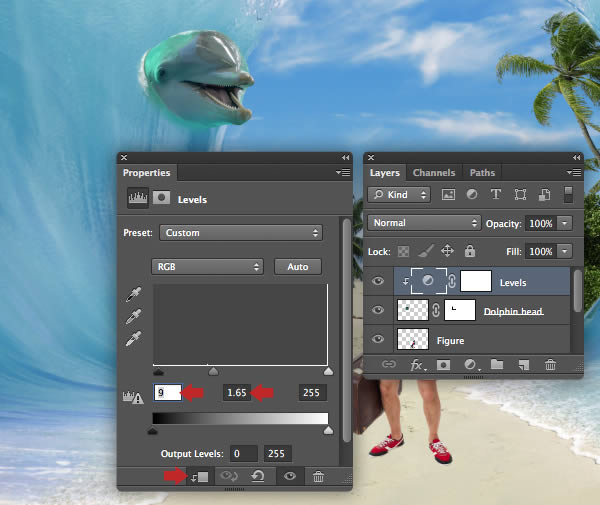 Properties
Levels
Preset: Custom
RGB Auto
9 1.65 255
Output Levels: 0 255
Layers Channels Paths
Kind
Normal Opacity: 100%
Lock: Fill: 100%
Levels
Dolphin head
Figure
fx